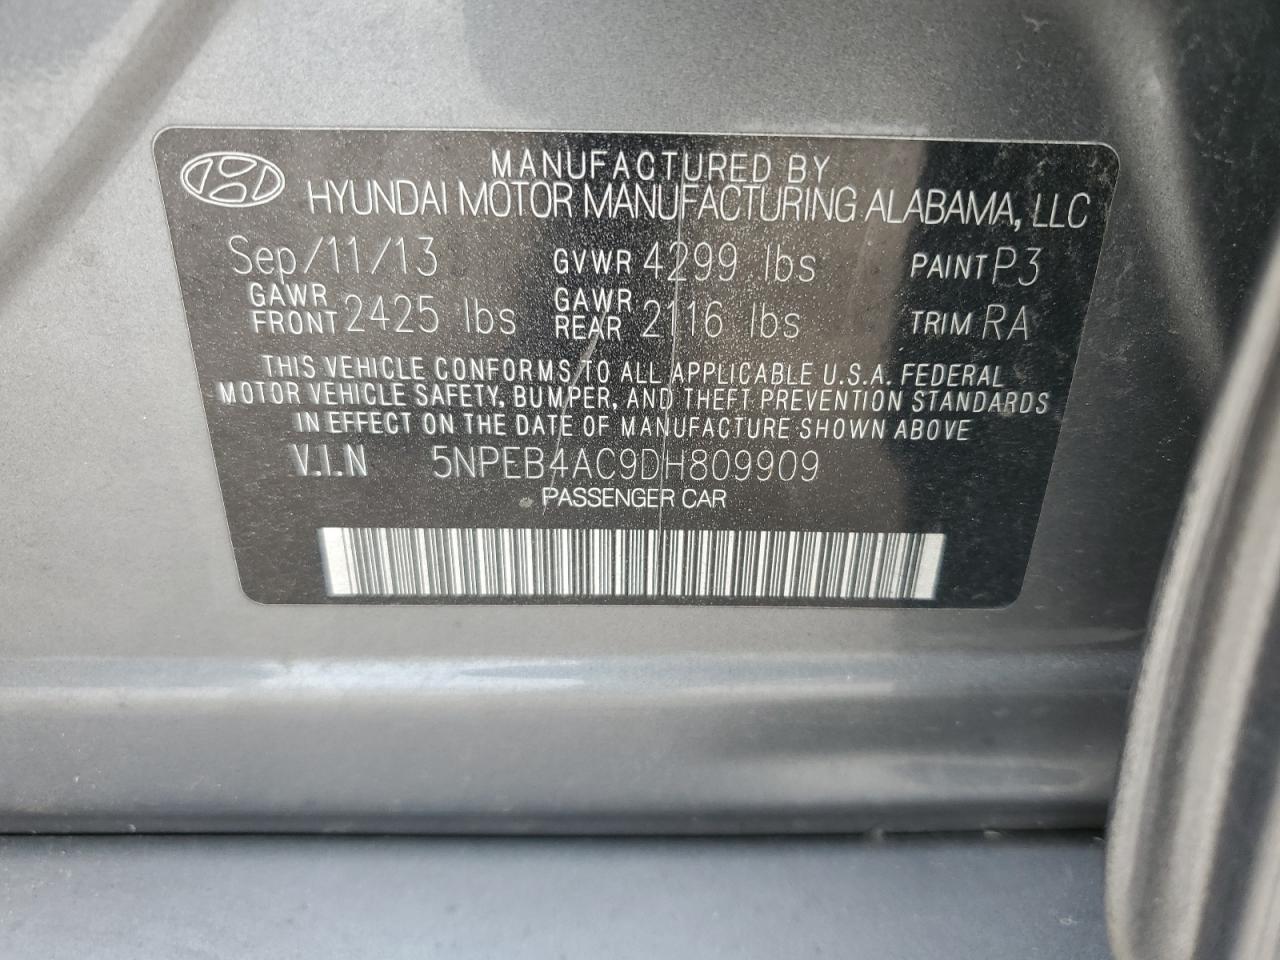 MANUFACTURED BY
HYUNDAI MOTOR MANUFACTURING ALABAMA, LLC
Sep/11/13 GVWR 4299 lbs PAINT P3
GAWR FRONT 2425 lbs GAWR REAR 2116 lbs TRIM RA
THIS VEHICLE CONFORMS TO ALL APPLICABLE U.S.A. FEDERAL
MOTOR VEHICLE SAFETY, BUMPER, AND THEFT PREVENTION STANDARDS
IN EFFECT ON THE DATE OF MANUFACTURE SHOWN ABOVE
V.I.N 5NPEB4AC9DH809909
PASSENGER CAR